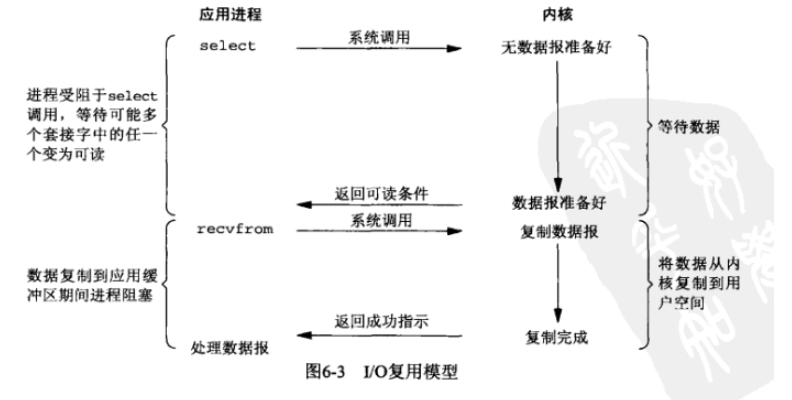 应用进程
内核
select
系统调用
无数据报准备好
进程受阻于select
调用，等待可能多
个套接字中的任一
个变为可读
等待数据
返回可读条件
数据报准备好
recvfrom
系统调用
复制数据报
数据复制到应用缓
冲区期间进程阻塞
将数据从内
核复制到用
户空间
返回成功指示
处理数据报
复制完成
图6-3 I/O复用模型